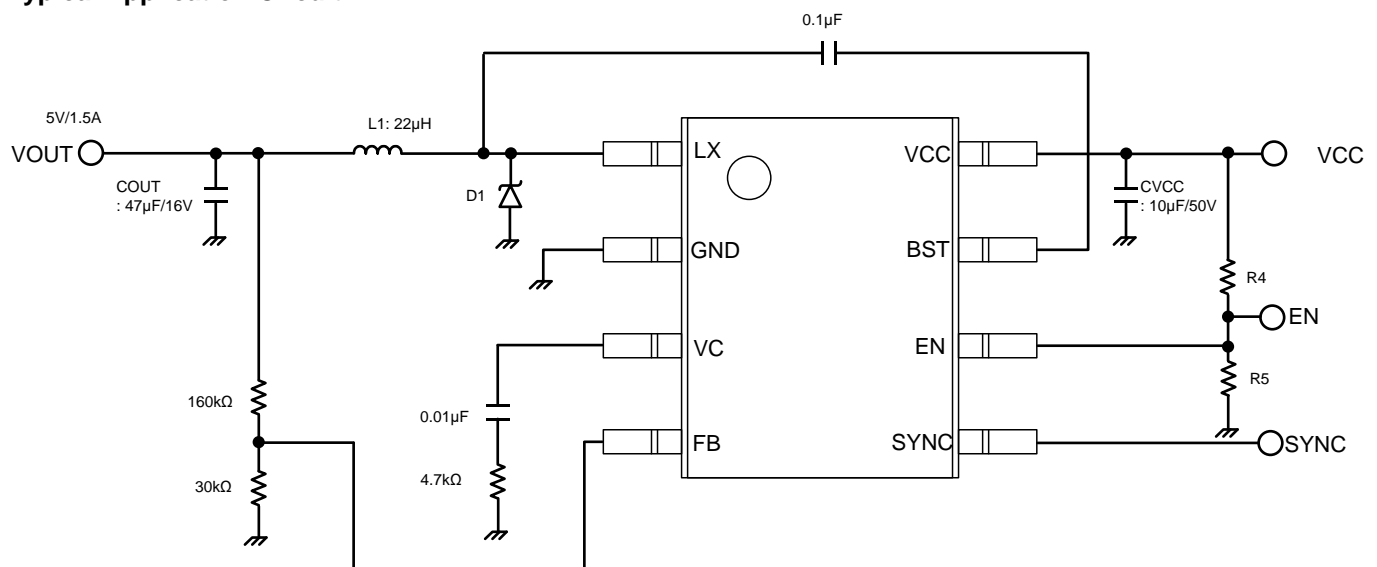 0.1µF
5V/1.5A
L1: 22µH
VOUT
LX
VCC
VCC
COUT
: 47µF/16V
D1
CVCC
: 10µF/50V
GND
BST
R4
EN
VC
EN
R5
160kΩ
0.01µF
FB
SYNC
SYNC
30kΩ
4.7kΩ